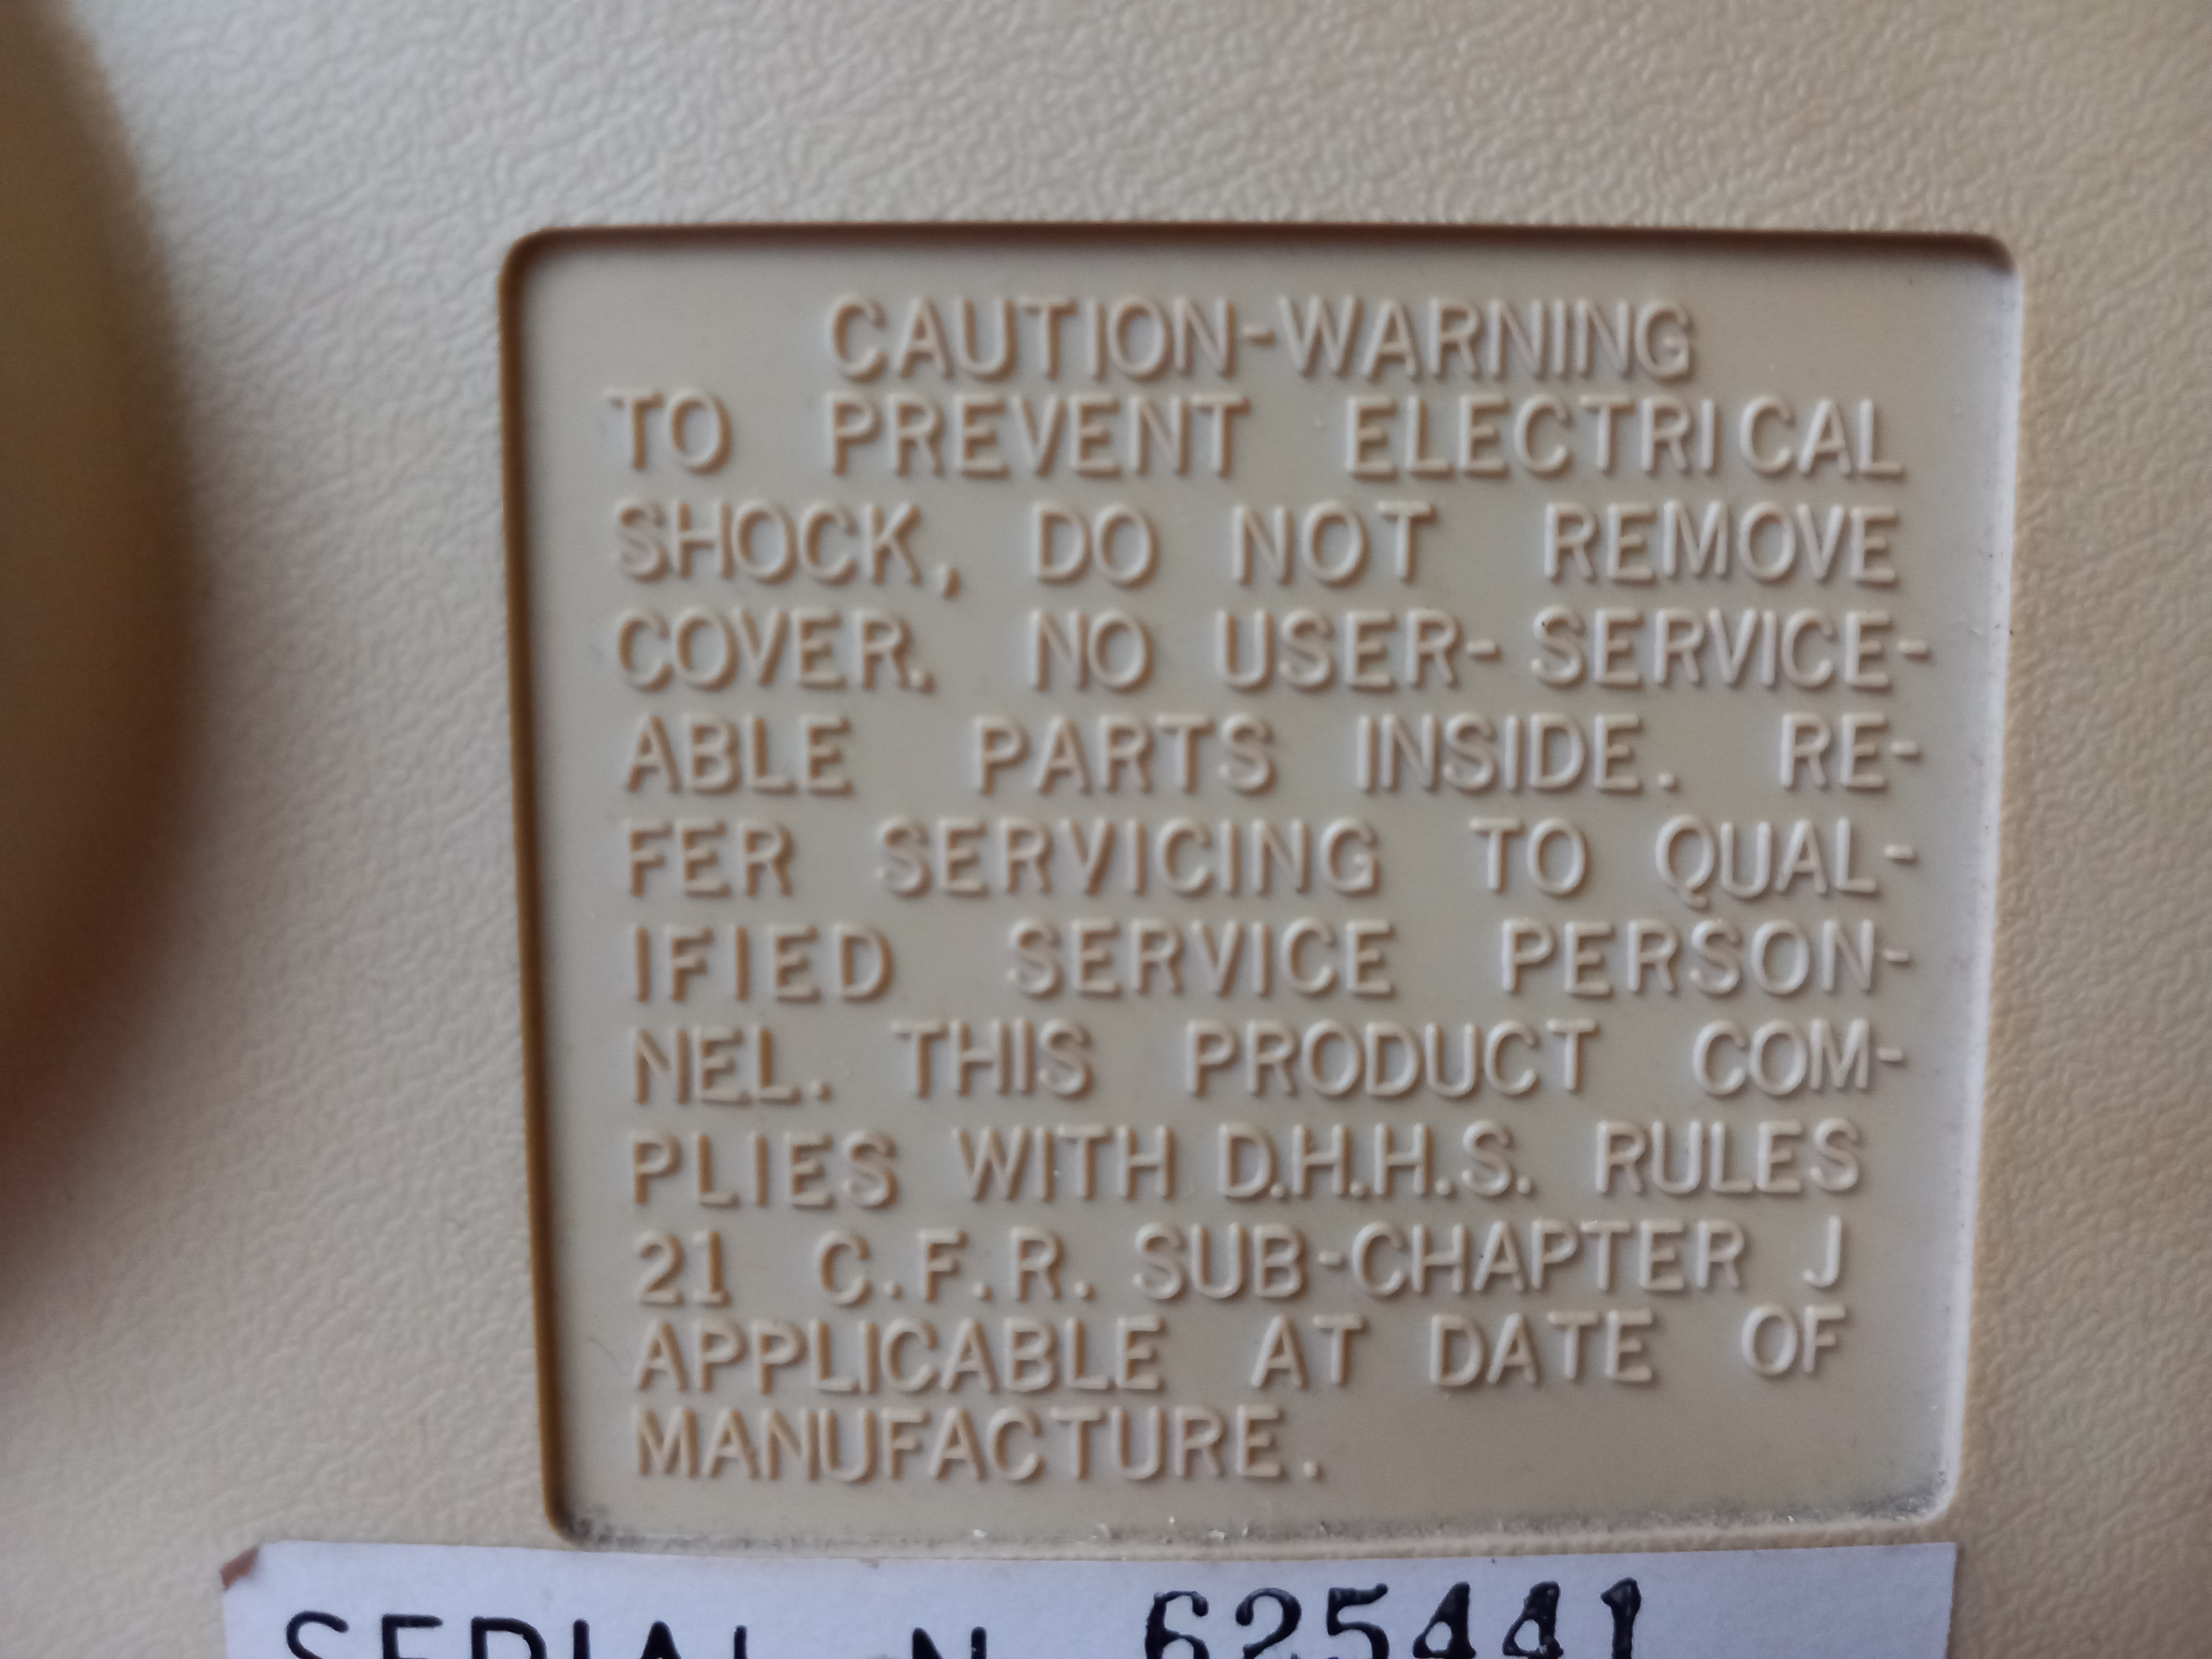 CAUTION-WARNING
TO PREVENT ELECTRICAL
SHOCK, DO NOT REMOVE
COVER. NO USER-SERVICE-
ABLE PARTS INSIDE. RE-
FER SERVICING TO QUAL-
IFIED SERVICE PERSON-
NEL. THIS PRODUCT COM-
PLIES WITH D.H.H.S. RULES
21 C.F.R. SUB-CHAPTER J
APPLICABLE AT DATE OF
MANUFACTURE.
SERIAL N 625441